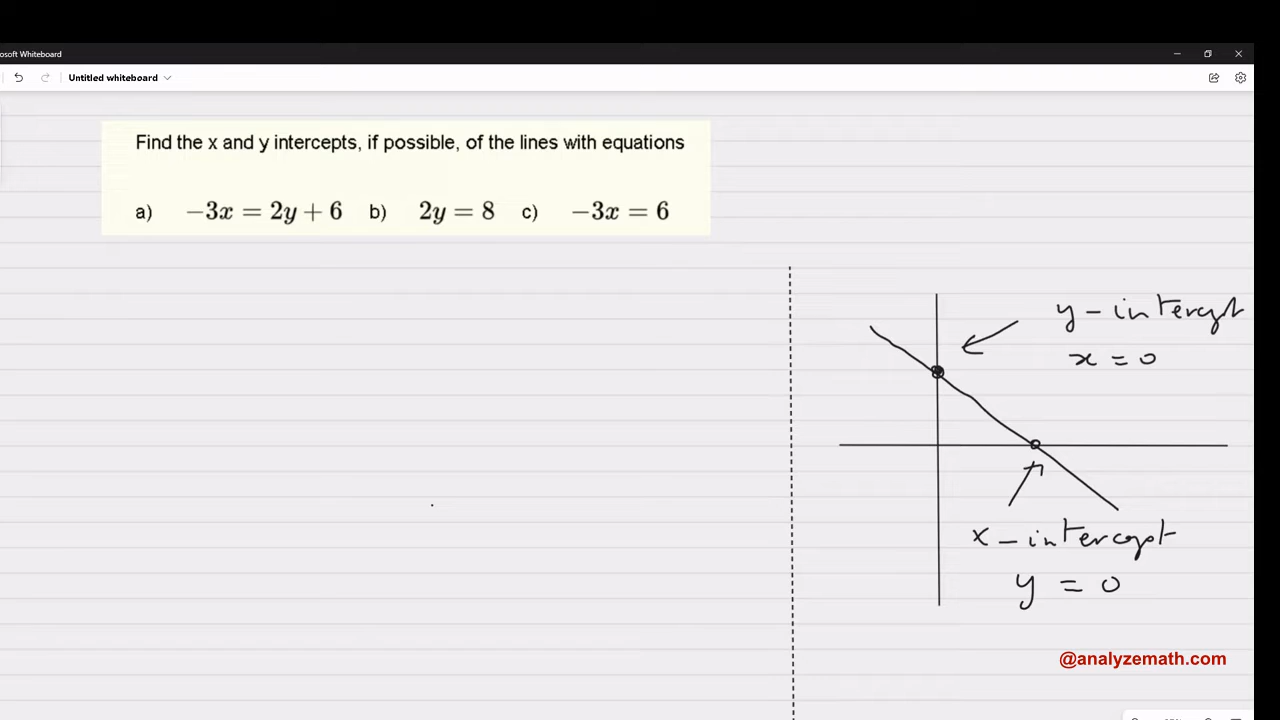 osoft Whiteboard
Untitled whiteboard
Find the x and y intercepts, if possible, of the lines with equations
a) −3x = 2y + 6 b) 2y = 8 c) −3x = 6
y - intercept
x = 0
x - intercept
y = 0
@analyzemath.com